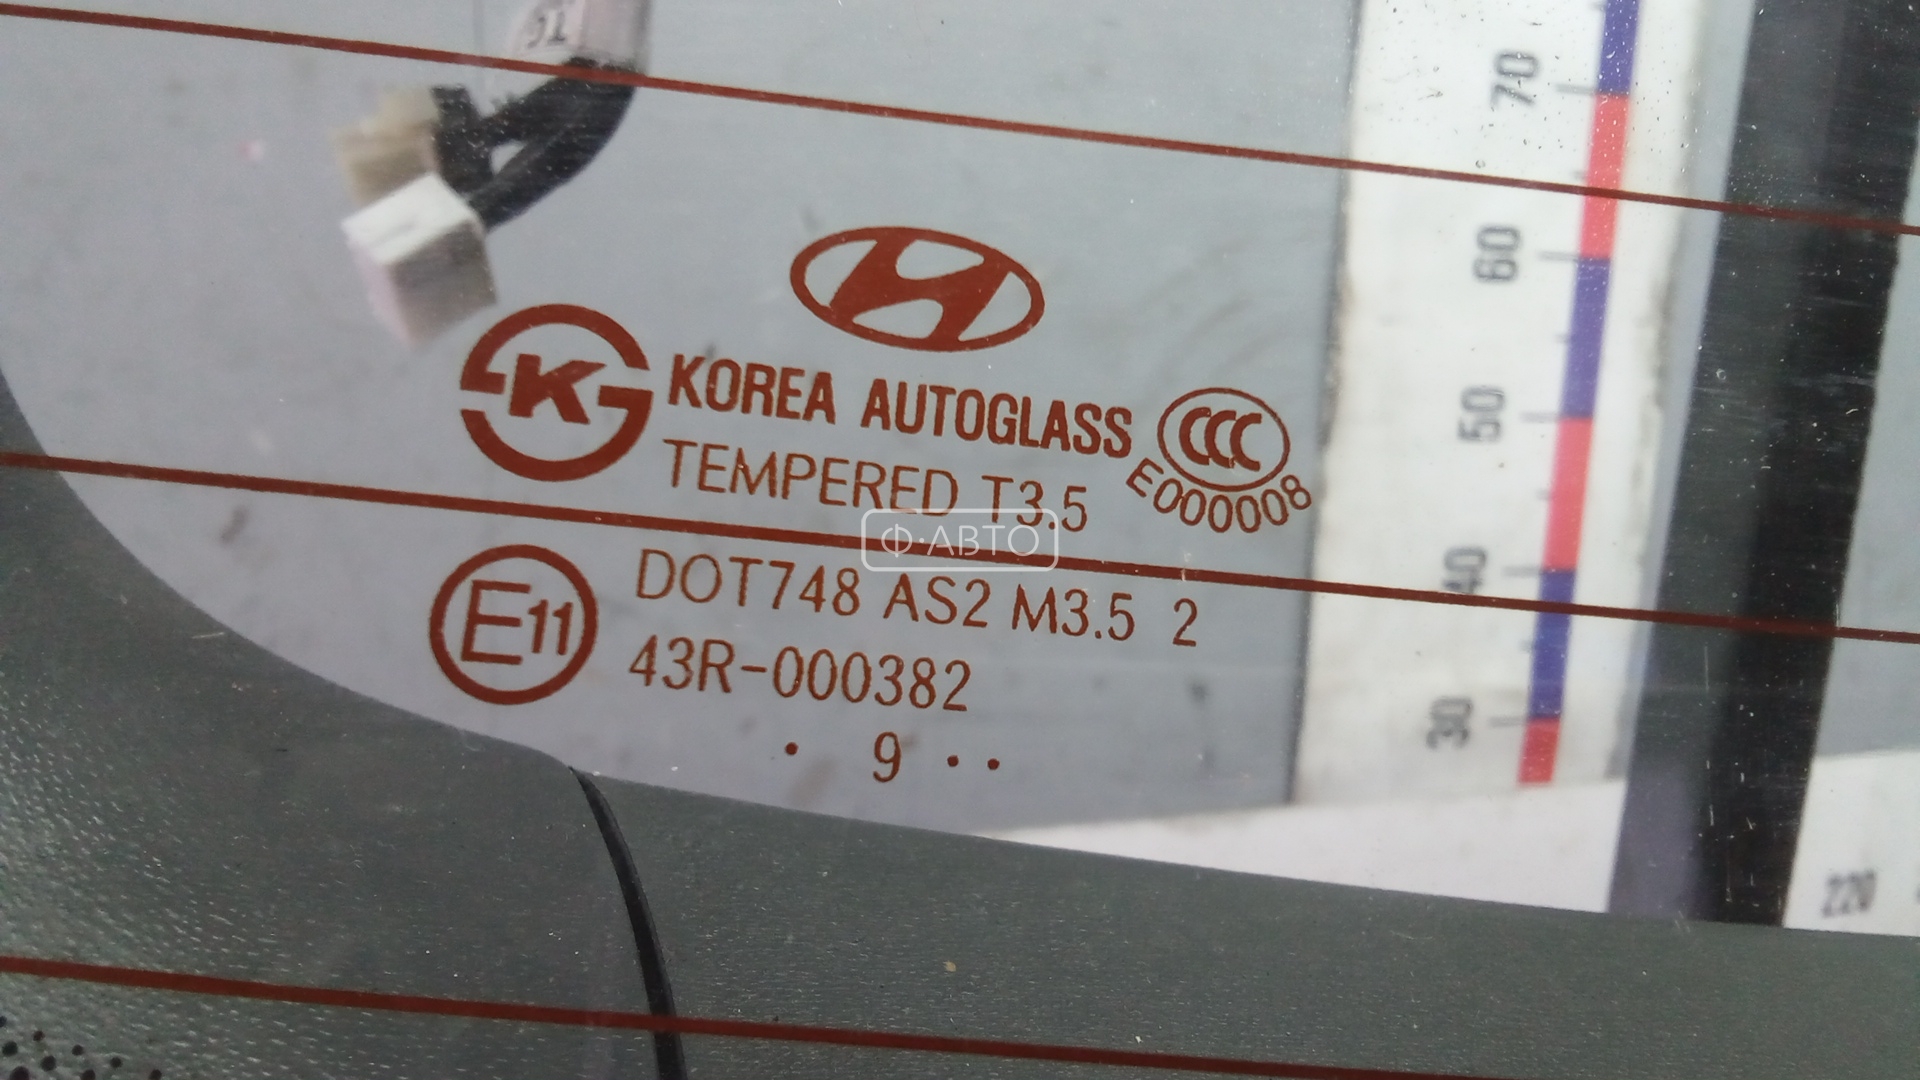 70
60
50
40
30
220
K
KOREA AUTOGLASS
CCC
E000008
TEMPERED T3.5
Ф·АВТО
E11
DOT748 AS2 M3.5 2
43R-000382
. 9 . .